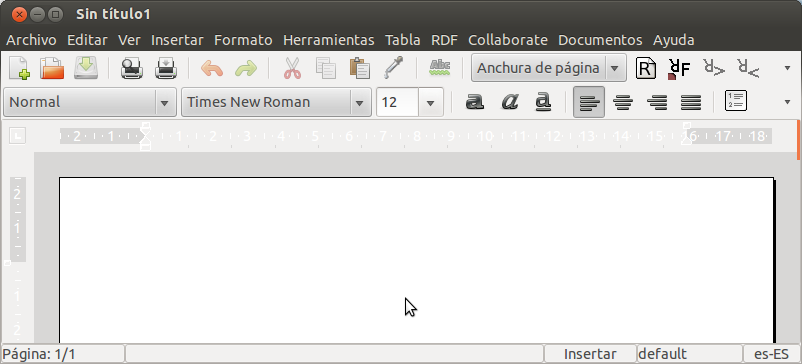 Sin título1
Archivo Editar Ver Insertar Formato Herramientas Tabla RDF Collaborate Documentos Ayuda
Abc Anchura de página
Normal Times New Roman 12 a a a
2 1 1 2 3 4 5 6 7 8 9 10 11 12 13 14 15 16 17 18
2
1
1
2
Página: 1/1 Insertar default es-ES